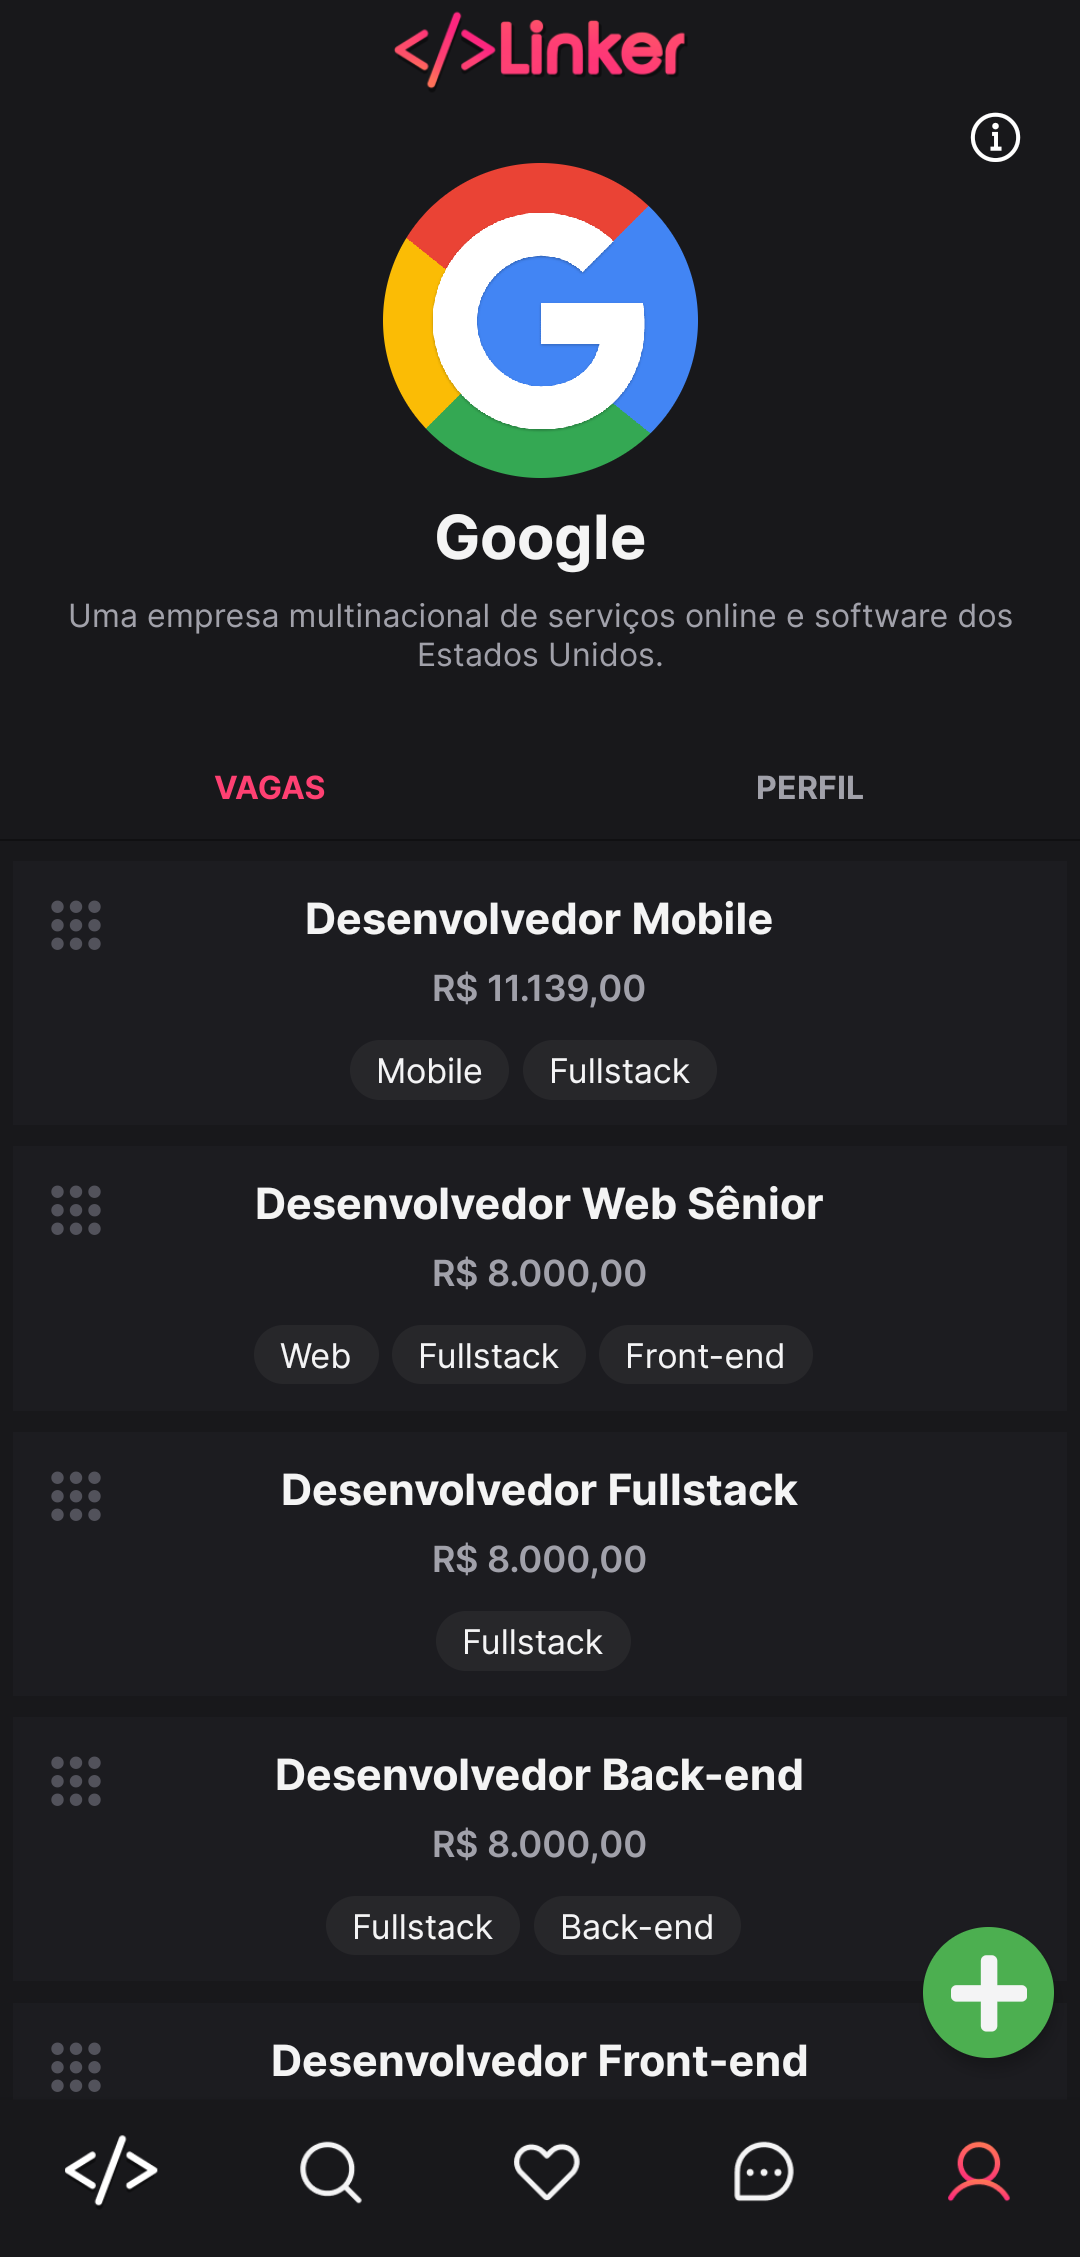 </>Linker
Google
Uma empresa multinacional de serviços online e software dos
Estados Unidos.
VAGAS PERFIL
Desenvolvedor Mobile
R$ 11.139,00
Mobile Fullstack
Desenvolvedor Web Sênior
R$ 8.000,00
Web Fullstack Front-end
Desenvolvedor Fullstack
R$ 8.000,00
Fullstack
Desenvolvedor Back-end
R$ 8.000,00
Fullstack Back-end
Desenvolvedor Front-end